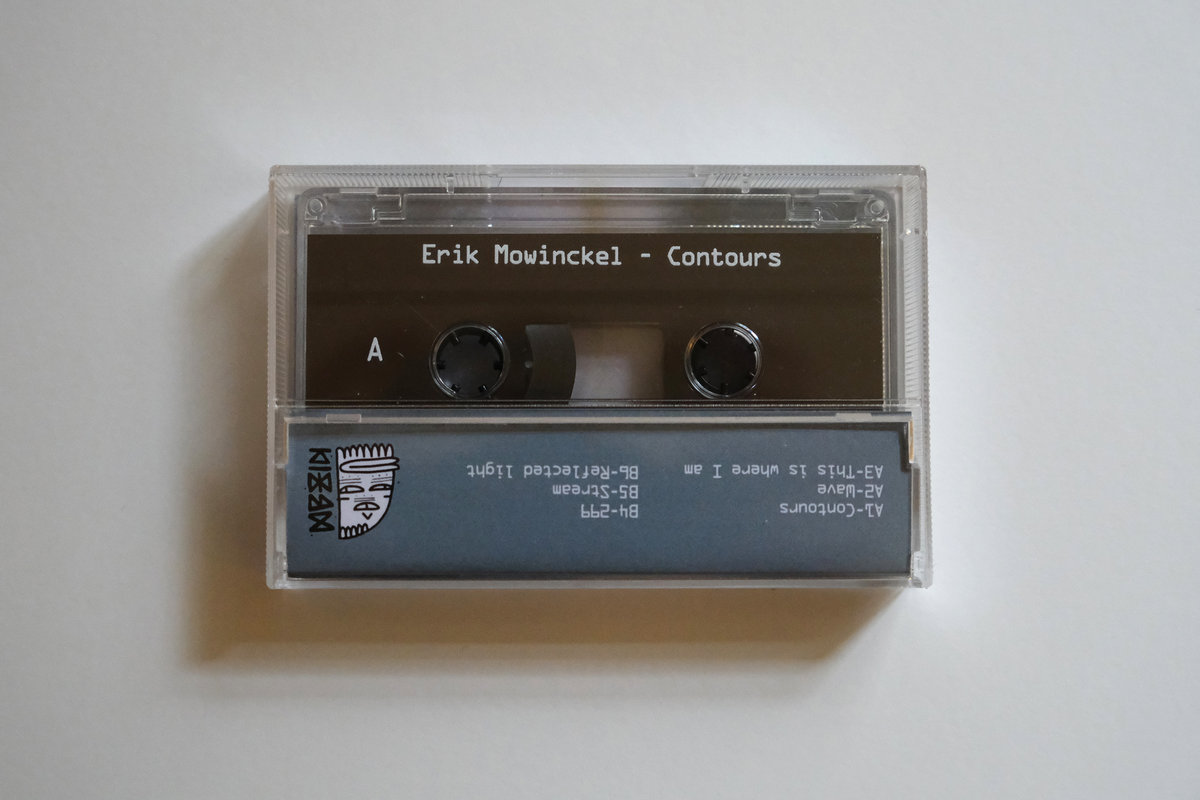 Erik Mowinckel - Contours
A
A1-Contours
A2-Wave
A3-This is where I am
B4-299
B5-Stream
B6-Reflected light